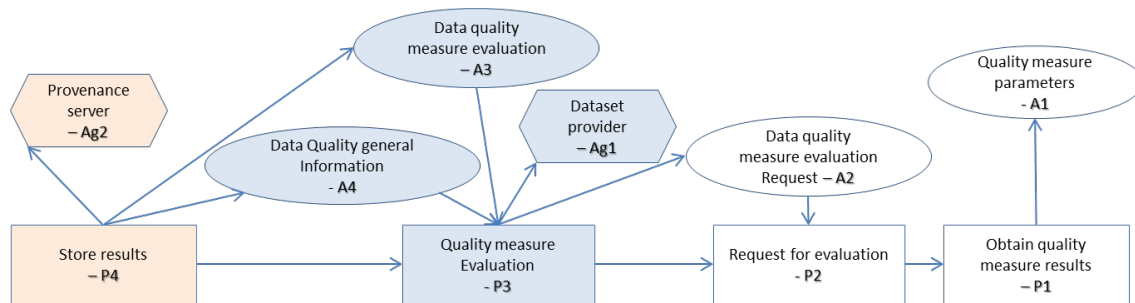 Data quality
measure evaluation
– A3
Provenance
server
– Ag2
Quality measure
parameters
- A1
Dataset
provider
– Ag1
Data Quality general
Information
- A4
Data quality
measure evaluation
Request – A2
Store results
– P4
Quality measure
Evaluation
- P3
Request for evaluation
- P2
Obtain quality
measure results
– P1